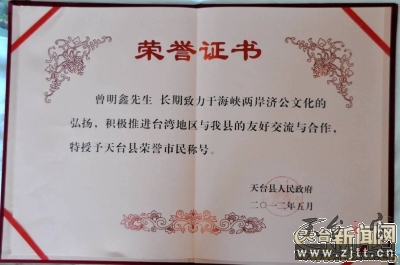 荣誉证书
曾明鑫先生 长期致力于海峡两岸济公文化的
弘扬，积极推进台湾地区与我县的友好交流与合作，
特授予天台县荣誉市民称号。
天台县人民政府
二〇一二年五月
天台新闻网
www.zjtt.cn